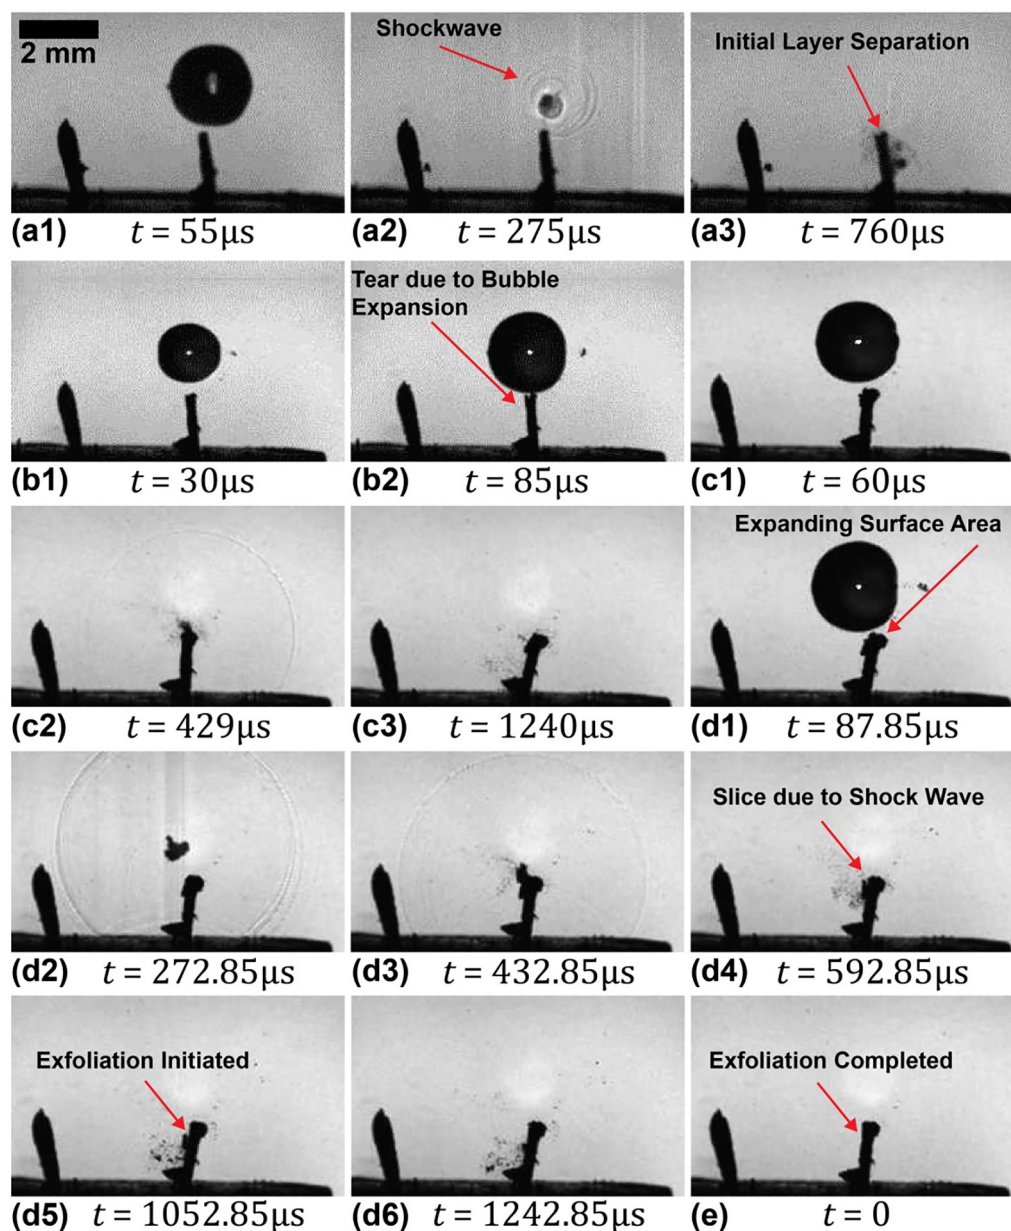 2 mm
Shockwave
Initial Layer Separation
(a1) t = 55μs
(a2) t = 275μs
(a3) t = 760μs
Tear due to Bubble
Expansion
(b1) t = 30μs
(b2) t = 85μs
(c1) t = 60μs
Expanding Surface Area
(c2) t = 429μs
(c3) t = 1240μs
(d1) t = 87.85μs
Slice due to Shock Wave
(d2) t = 272.85μs
(d3) t = 432.85μs
(d4) t = 592.85μs
Exfoliation Initiated
Exfoliation Completed
(d5) t = 1052.85μs
(d6) t = 1242.85μs
(e) t = 0